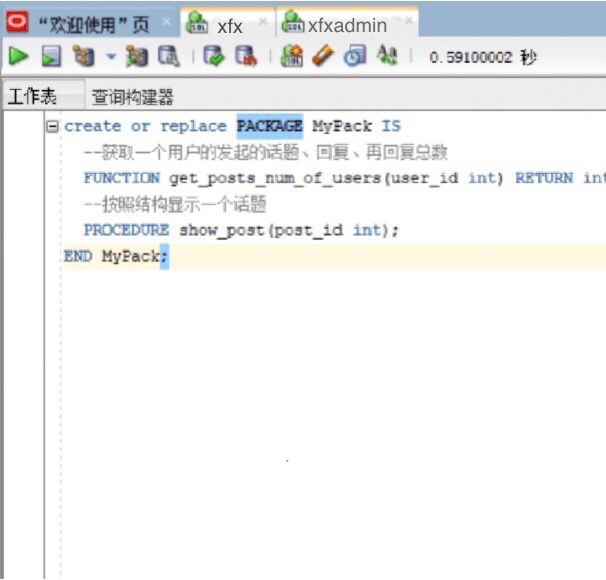 “欢迎使用”页
xfx
xfxadmin
0.59100002 秒
工作表
查询构建器
create or replace PACKAGE MyPack IS
--获取一个用户的发起的话题、回复、再回复总数
FUNCTION get_posts_num_of_users(user_id int) RETURN int
--按照结构显示一个话题
PROCEDURE show_post(post_id int);
END MyPack;